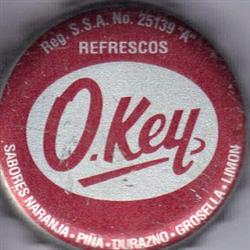 Reg. S.S.A. No. 25139 "A"
REFRESCOS
O.Key
SABORES NARANJA · PIÑA · DURAZNO · GROSELLA · LIMON